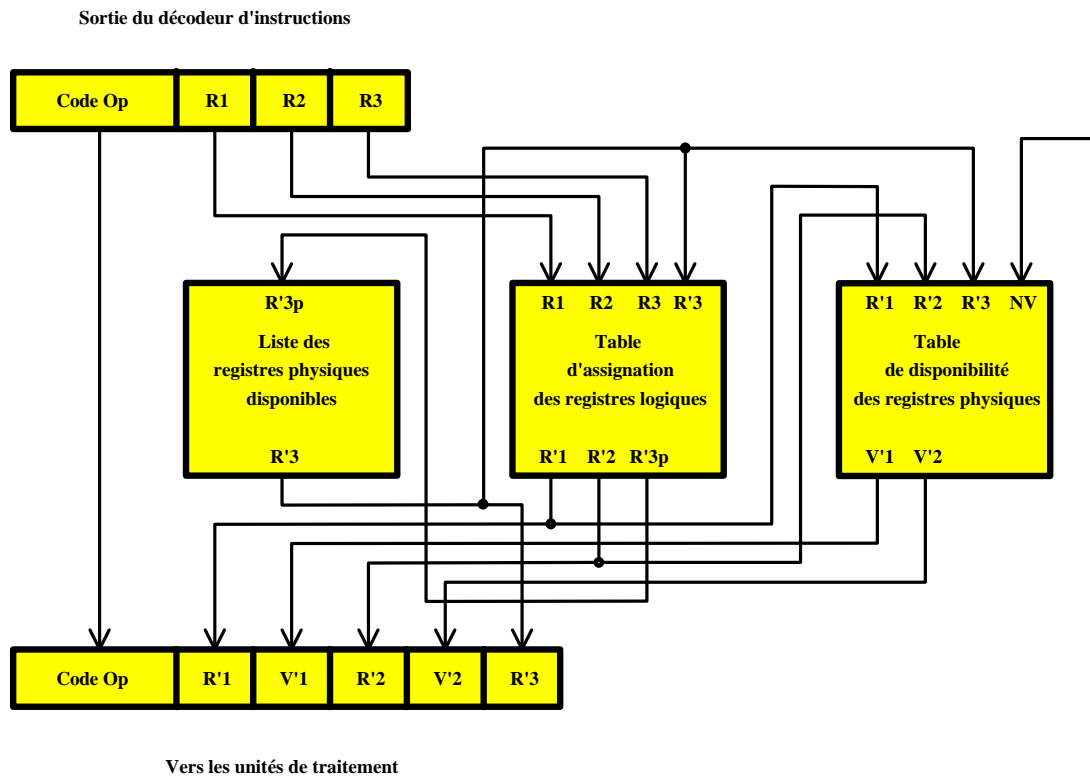 Sortie du décodeur d'instructions
Code Op R1 R2 R3
R'3p
Liste des
registres physiques
disponibles
R'3
R1 R2 R3 R'3
Table
d'assignation
des registres logiques
R'1 R'2 R'3p
R'1 R'2 R'3 NV
Table
de disponibilité
des registres physiques
V'1 V'2
Code Op R'1 V'1 R'2 V'2 R'3
Vers les unités de traitement